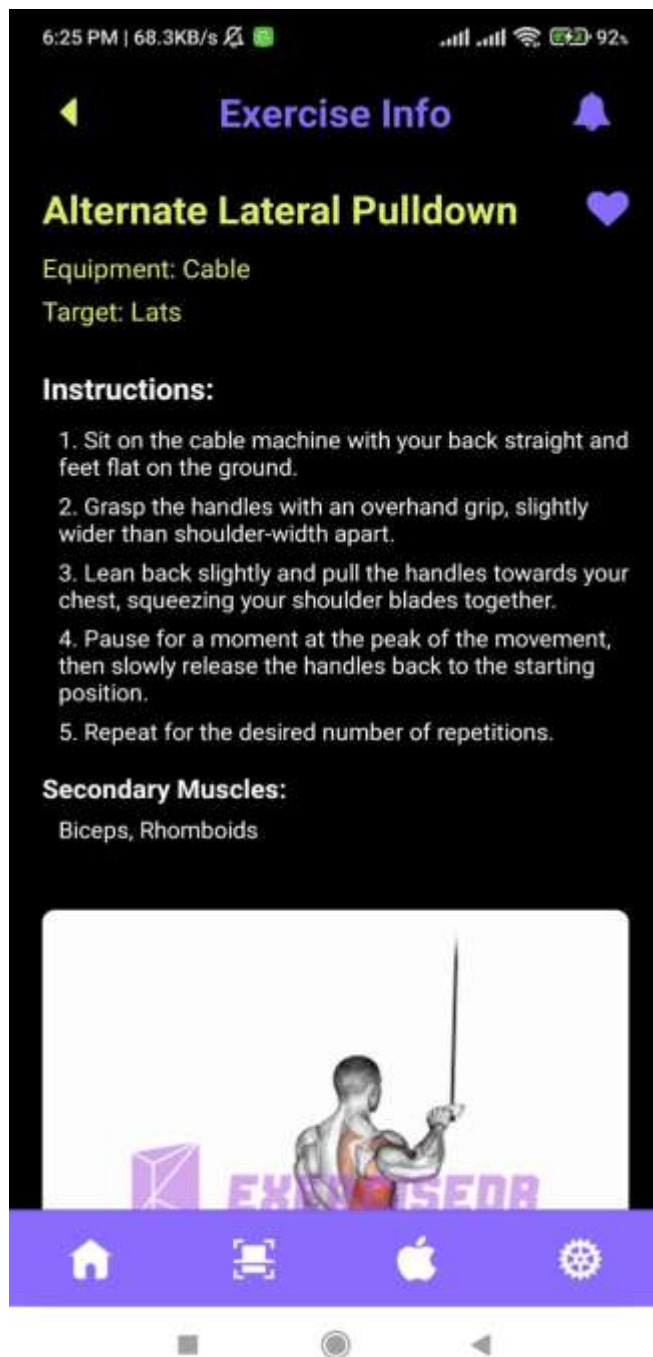 6:25 PM | 68.3KB/s
92%
Exercise Info
Alternate Lateral Pulldown
Equipment: Cable
Target: Lats
Instructions:
1. Sit on the cable machine with your back straight and
feet flat on the ground.
2. Grasp the handles with an overhand grip, slightly
wider than shoulder-width apart.
3. Lean back slightly and pull the handles towards your
chest, squeezing your shoulder blades together.
4. Pause for a moment at the peak of the movement,
then slowly release the handles back to the starting
position.
5. Repeat for the desired number of repetitions.
Secondary Muscles:
Biceps, Rhomboids